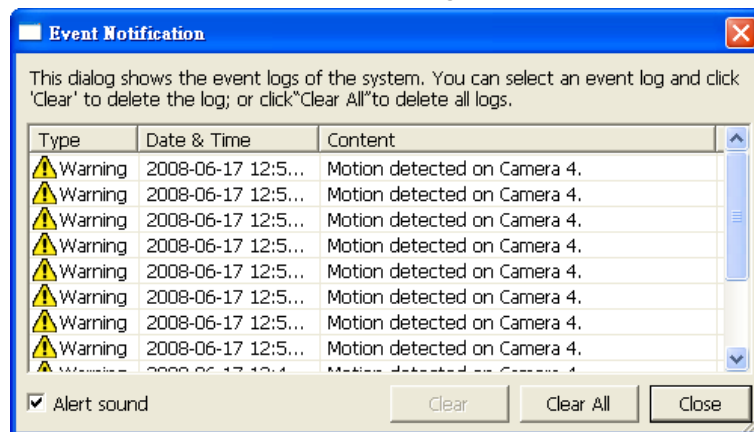 Event Notification
This dialog shows the event logs of the system. You can select an event log and click
'Clear' to delete the log; or click"Clear All"to delete all logs.
Type Date & Time Content
Warning 2008-06-17 12:5... Motion detected on Camera 4.
Warning 2008-06-17 12:5... Motion detected on Camera 4.
Warning 2008-06-17 12:5... Motion detected on Camera 4.
Warning 2008-06-17 12:5... Motion detected on Camera 4.
Warning 2008-06-17 12:5... Motion detected on Camera 4.
Warning 2008-06-17 12:5... Motion detected on Camera 4.
Warning 2008-06-17 12:5... Motion detected on Camera 4.
Warning 2008-06-17 12:5... Motion detected on Camera 4.
Alert sound Clear Clear All Close